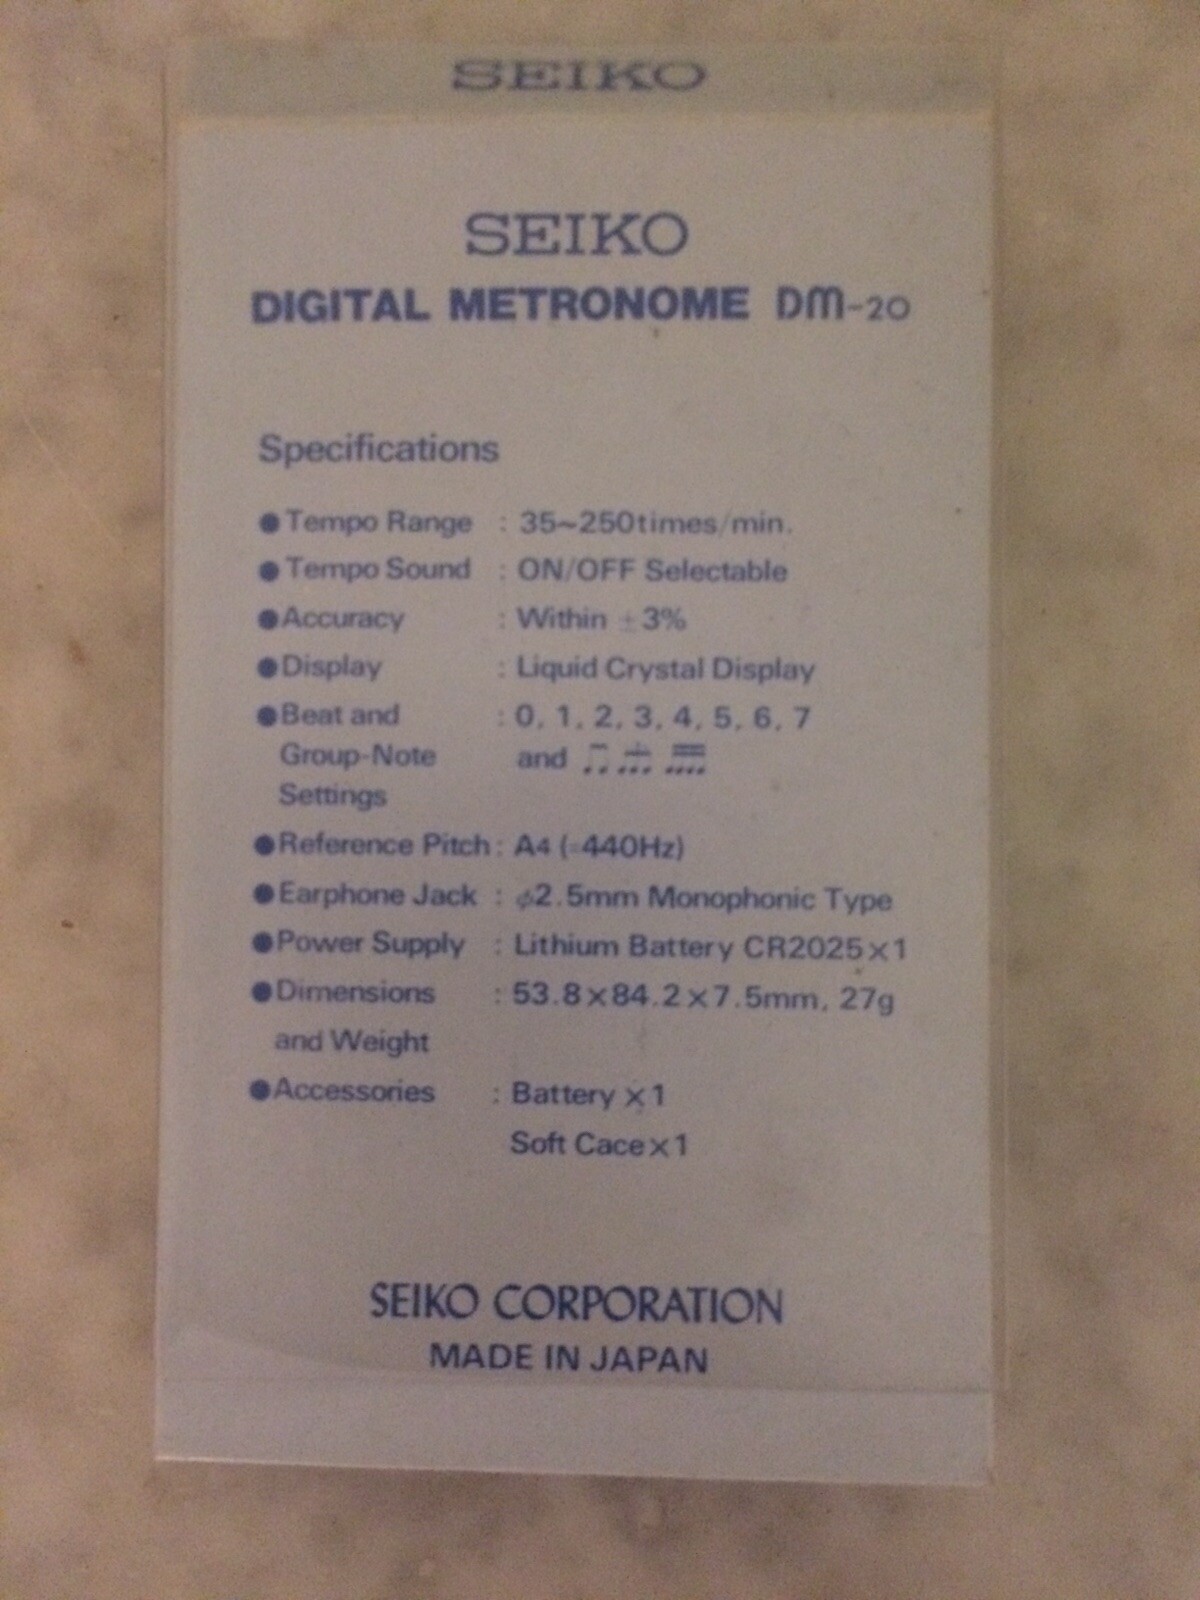 SEIKO
SEIKO
DIGITAL METRONOME DM-20
Specifications
●Tempo Range : 35~250times/min.
●Tempo Sound : ON/OFF Selectable
●Accuracy : Within ±3%
●Display : Liquid Crystal Display
●Beat and : 0, 1, 2, 3, 4, 5, 6, 7
Group-Note and
Settings
●Reference Pitch : A4 (=440Hz)
●Earphone Jack : φ2.5mm Monophonic Type
●Power Supply : Lithium Battery CR2025×1
●Dimensions : 53.8×84.2×7.5mm, 27g
and Weight
●Accessories : Battery ×1
Soft Cace×1
SEIKO CORPORATION
MADE IN JAPAN